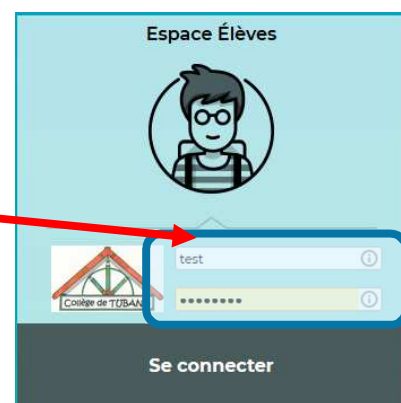 Espace Élèves
test
••••••••
Collège de TUBAN
Se connecter